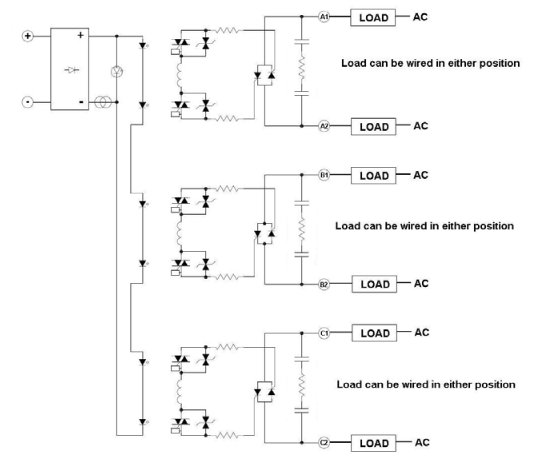 A1 LOAD AC
+ +
Load can be wired in either position
- -
A2 LOAD AC
B1 LOAD AC
Load can be wired in either position
B2 LOAD AC
C1 LOAD AC
Load can be wired in either position
C2 LOAD AC